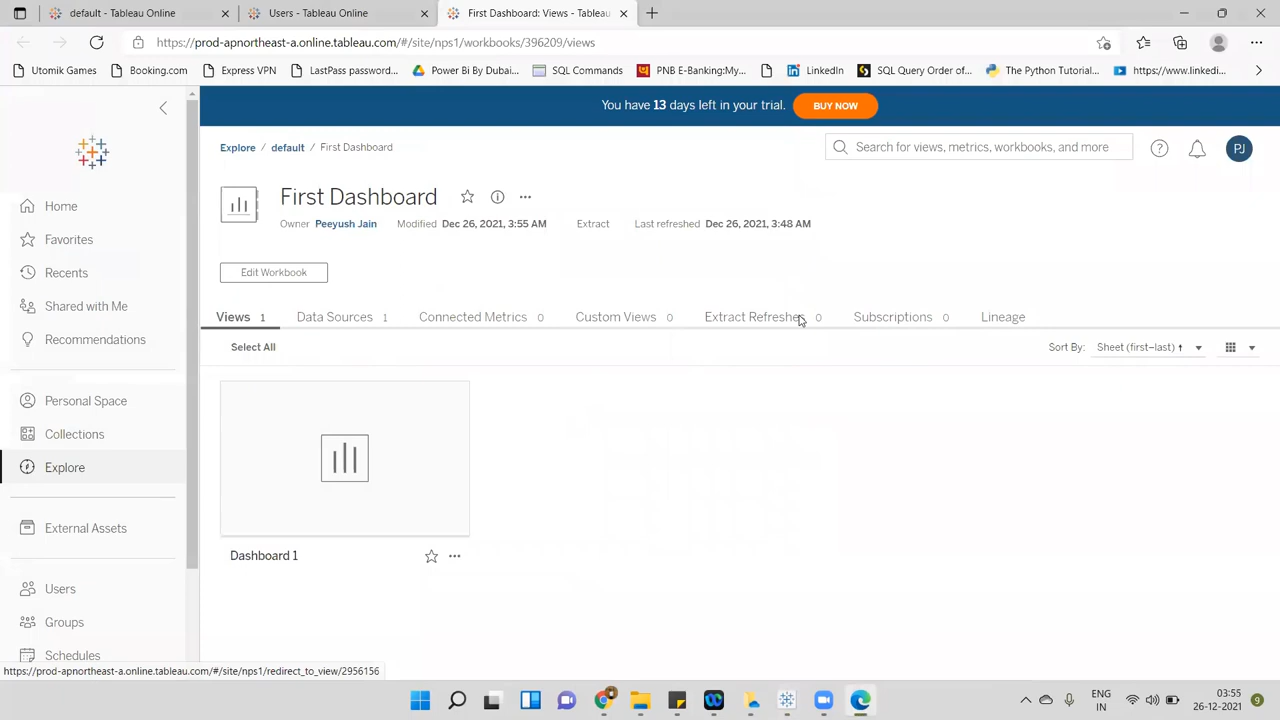 default - Tableau Online
Users - Tableau Online
First Dashboard: Views - Tableau
https://prod-apnortheast-a.online.tableau.com/#/site/nps1/workbooks/396209/views
Utomik Games
Booking.com
Express VPN
LastPass password...
Power Bi By Dubai...
SQL Commands
PNB E-Banking:My...
LinkedIn
SQL Query Order of...
The Python Tutorial...
https://www.linkedi...
You have 13 days left in your trial.
BUY NOW
Explore / default / First Dashboard
Search for views, metrics, workbooks, and more
PJ
First Dashboard
Owner Peeyush Jain Modified Dec 26, 2021, 3:55 AM Extract Last refreshed Dec 26, 2021, 3:48 AM
Edit Workbook
Views 1
Data Sources 1
Connected Metrics 0
Custom Views 0
Extract Refreshes 0
Subscriptions 0
Lineage
Select All
Sort By: Sheet (first–last) ↑
Dashboard 1
Home
Favorites
Recents
Shared with Me
Recommendations
Personal Space
Collections
Explore
External Assets
Users
Groups
Schedules
https://prod-apnortheast-a.online.tableau.com/#/site/nps1/redirect_to_view/2956156
ENG
IN
03:55
26-12-2021
9